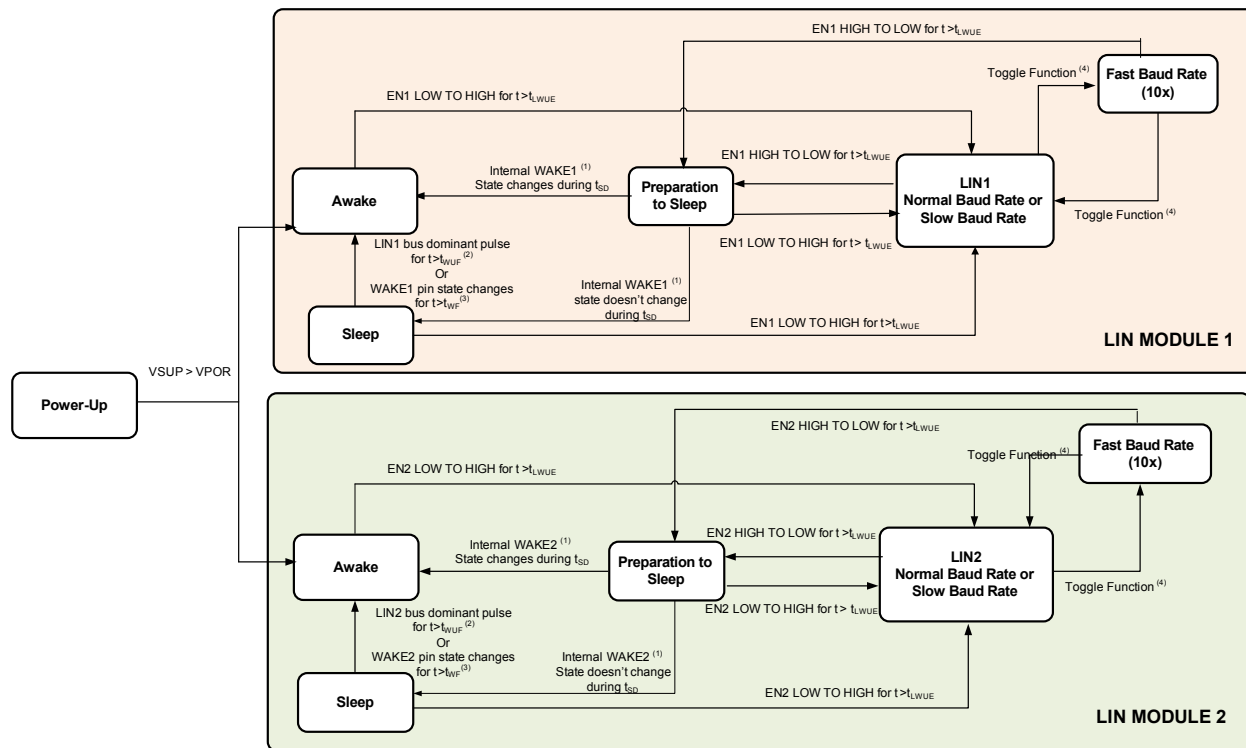 EN1 HIGH TO LOW for t >tLWUE
Toggle Function (4)
Fast Baud Rate
(10x)
EN1 LOW TO HIGH for t >tLWUE
Internal WAKE1 (1)
State changes during tSD
EN1 HIGH TO LOW for t >tLWUE
Awake
Preparation
to Sleep
LIN1
Normal Baud Rate or
Slow Baud Rate
Toggle Function (4)
EN1 LOW TO HIGH for t > tLWUE
LIN1 bus dominant pulse
for t>tWUF (2)
Or
WAKE1 pin state changes
for t>tWF (3)
Internal WAKE1 (1)
state doesn't change
during tSD
Sleep
EN1 LOW TO HIGH for t >tLWUE
LIN MODULE 1
VSUP > VPOR
Power-Up
EN2 HIGH TO LOW for t >tLWUE
Toggle Function (4)
Fast Baud Rate
(10x)
EN2 LOW TO HIGH for t >tLWUE
Internal WAKE2 (1)
State changes during tSD
EN2 HIGH TO LOW for t >tLWUE
Awake
Preparation to
Sleep
LIN2
Normal Baud Rate or
Slow Baud Rate
Toggle Function (4)
EN2 LOW TO HIGH for t > tLWUE
LIN2 bus dominant pulse
for t>tWUF (2)
Or
WAKE2 pin state changes
for t>tWF (3)
Internal WAKE2 (1)
State doesn't change
during tSD
Sleep
EN2 LOW TO HIGH for t >tLWUE
LIN MODULE 2